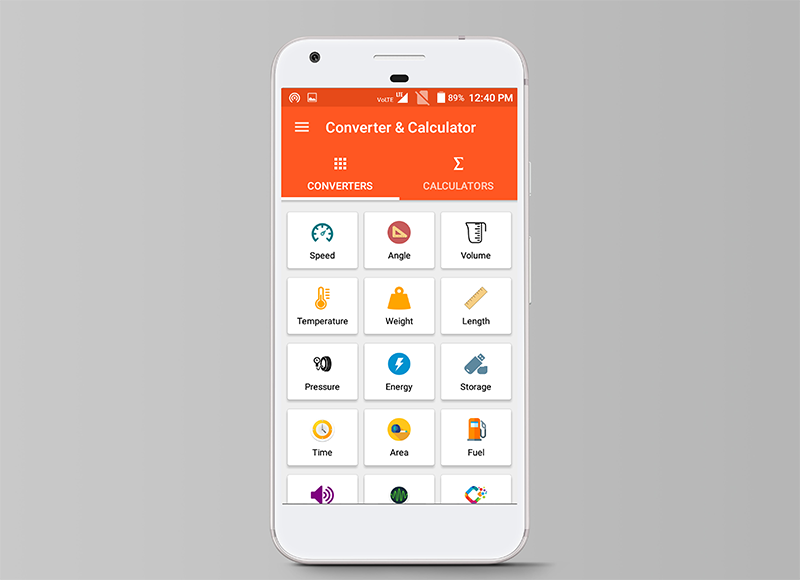 VoLTE LTE 89% 12:40 PM
Converter & Calculator
Σ
CONVERTERS CALCULATORS
Speed Angle Volume
Temperature Weight Length
Pressure Energy Storage
Time Area Fuel